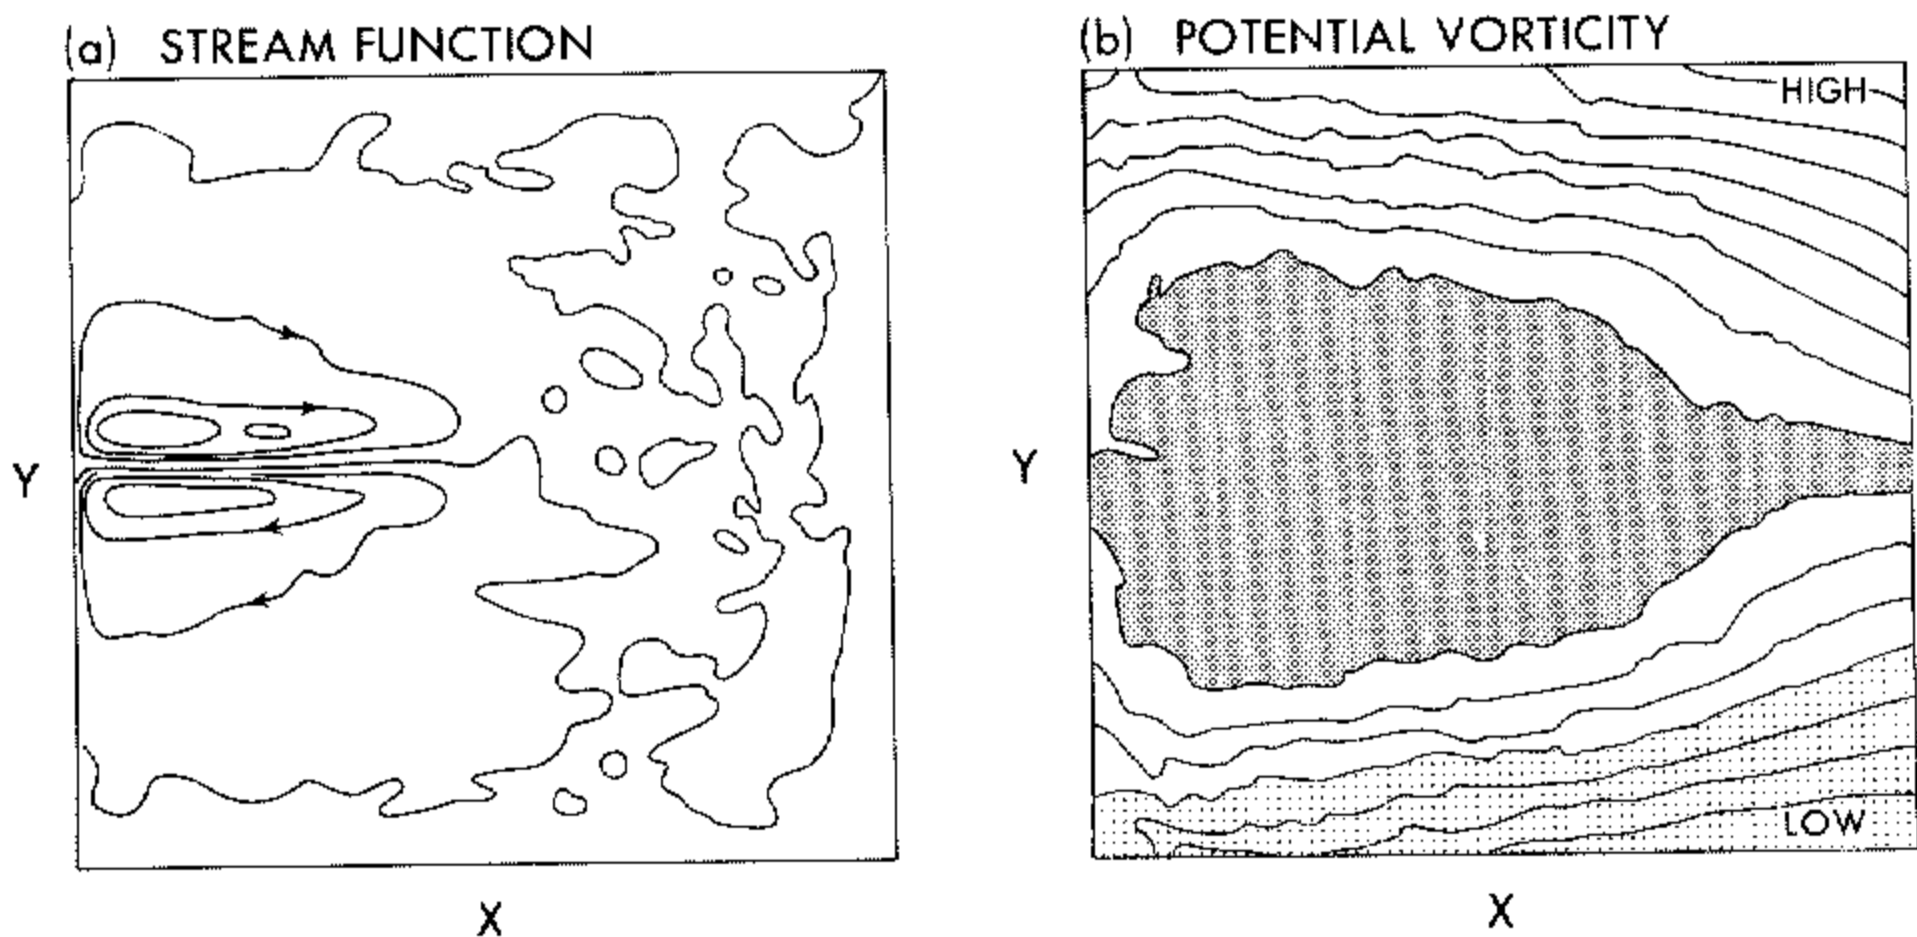 (a) STREAM FUNCTION
Y
X
(b) POTENTIAL VORTICITY
HIGH
Y
LOW
X